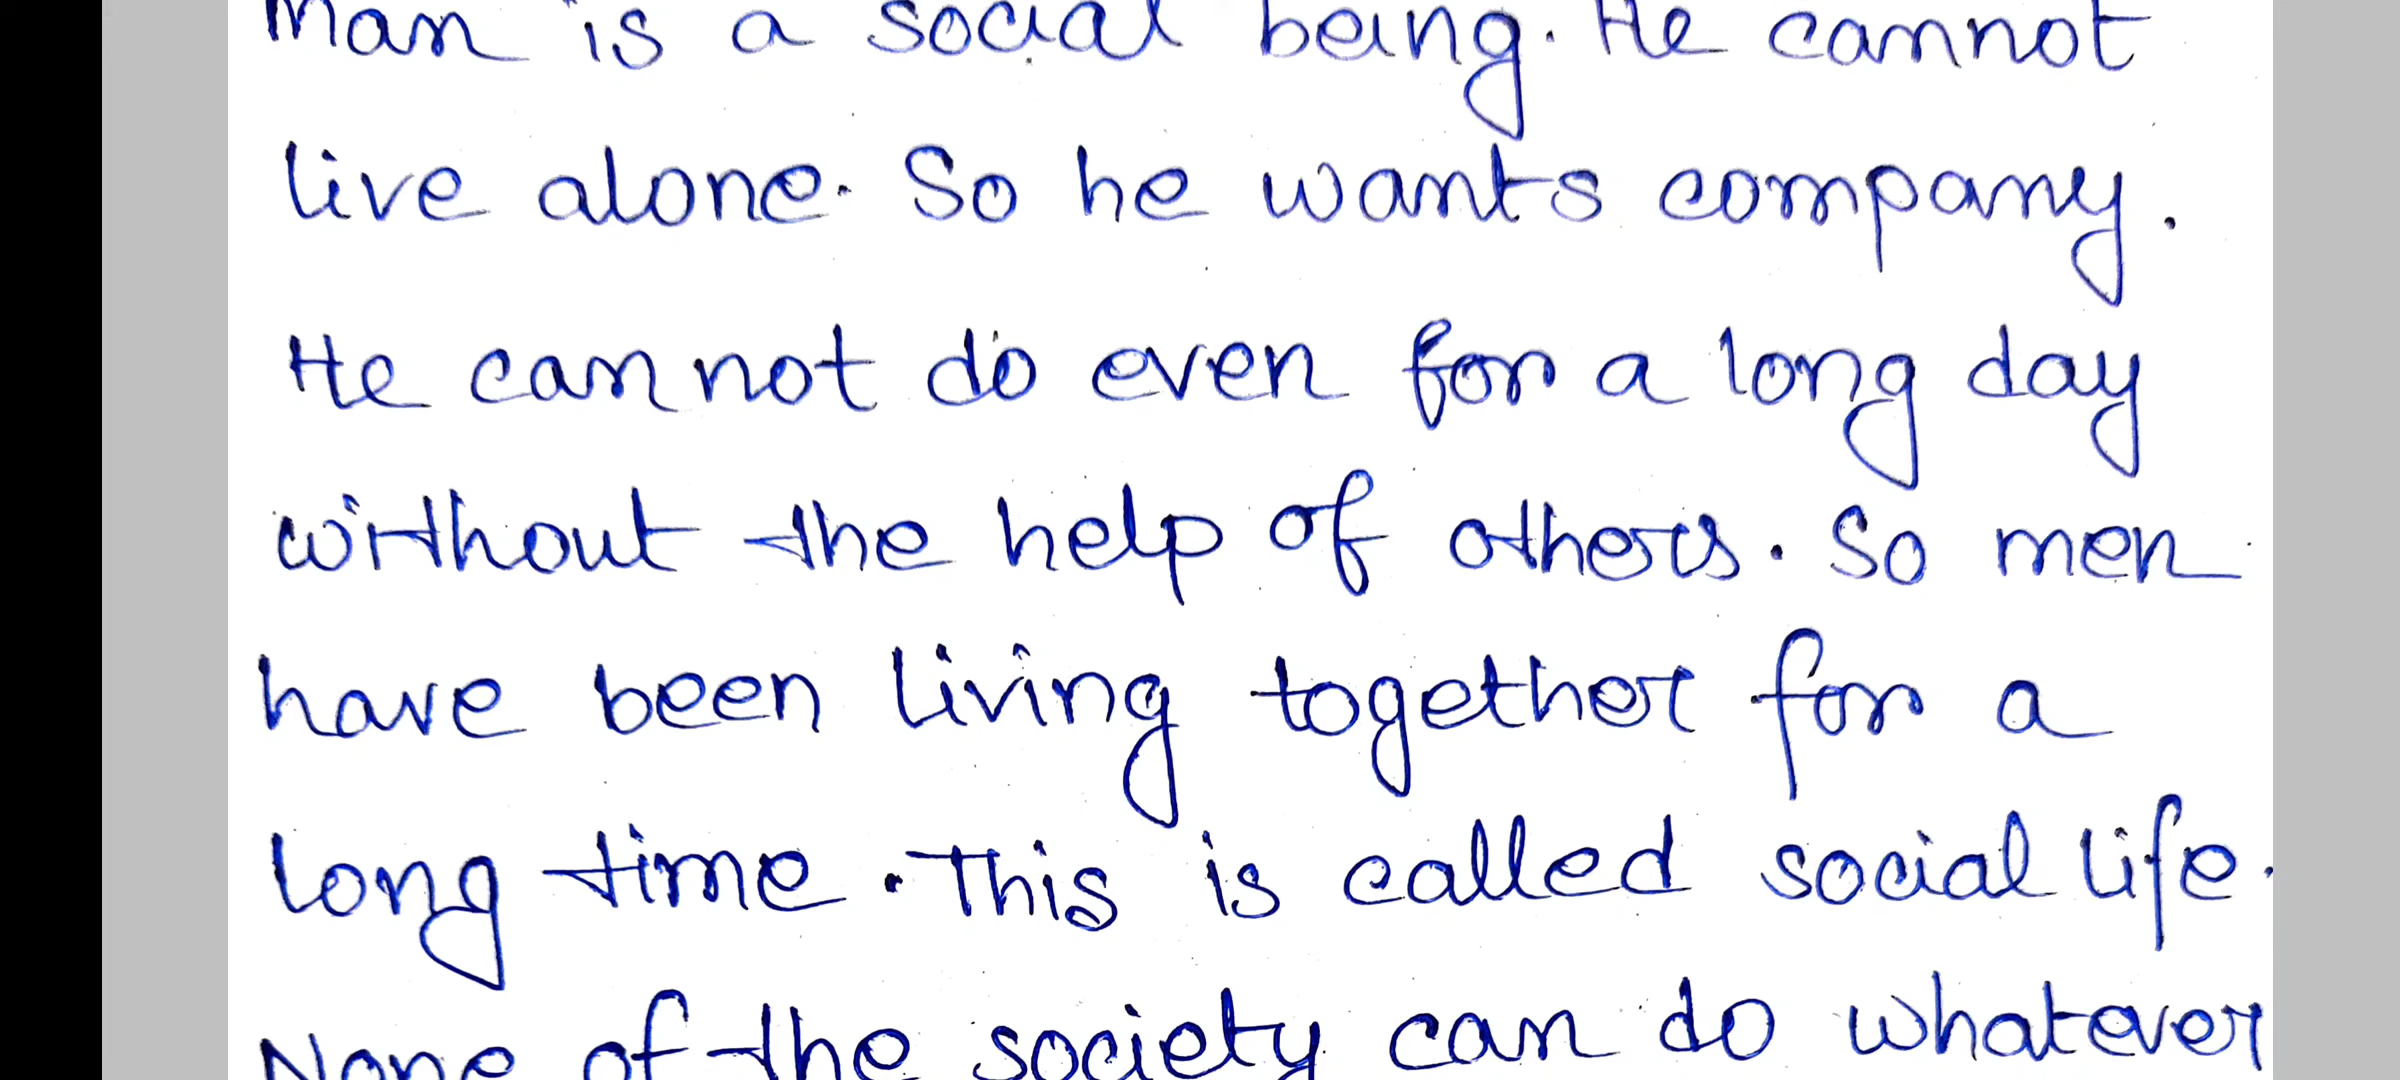 Man is a social being. He cannot
live alone. So he wants company.
He cannot do even for a long day
without the help of others. So men
have been living together for a
long time. This is called social life.
None of the society can do whatever